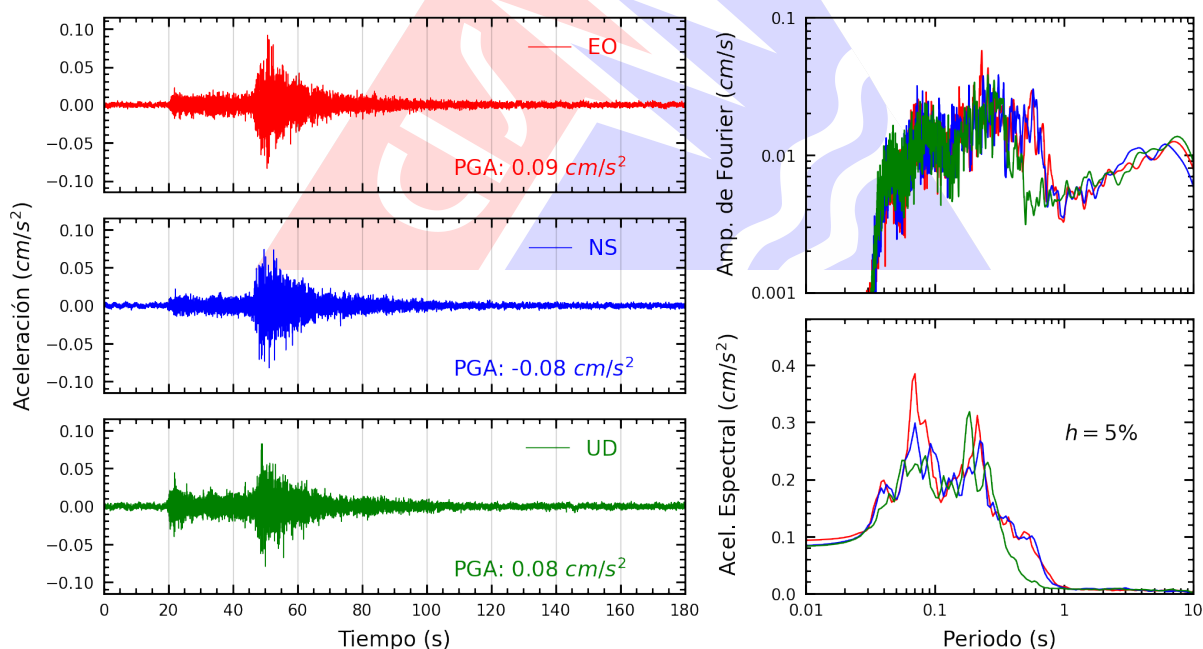 Aceleración (cm/s²)
0.10
0.05
0.00
−0.05
−0.10
EO
PGA: 0.09 cm/s²
0.10
0.05
0.00
−0.05
−0.10
NS
PGA: -0.08 cm/s²
0.10
0.05
0.00
−0.05
−0.10
UD
PGA: 0.08 cm/s²
0 20 40 60 80 100 120 140 160 180
Tiempo (s)
Amp. de Fourier (cm/s)
0.1
0.01
0.001
Acel. Espectral (cm/s²)
0.4
0.3
0.2
0.1
0.0
h = 5%
0.01 0.1 1 10
Periodo (s)